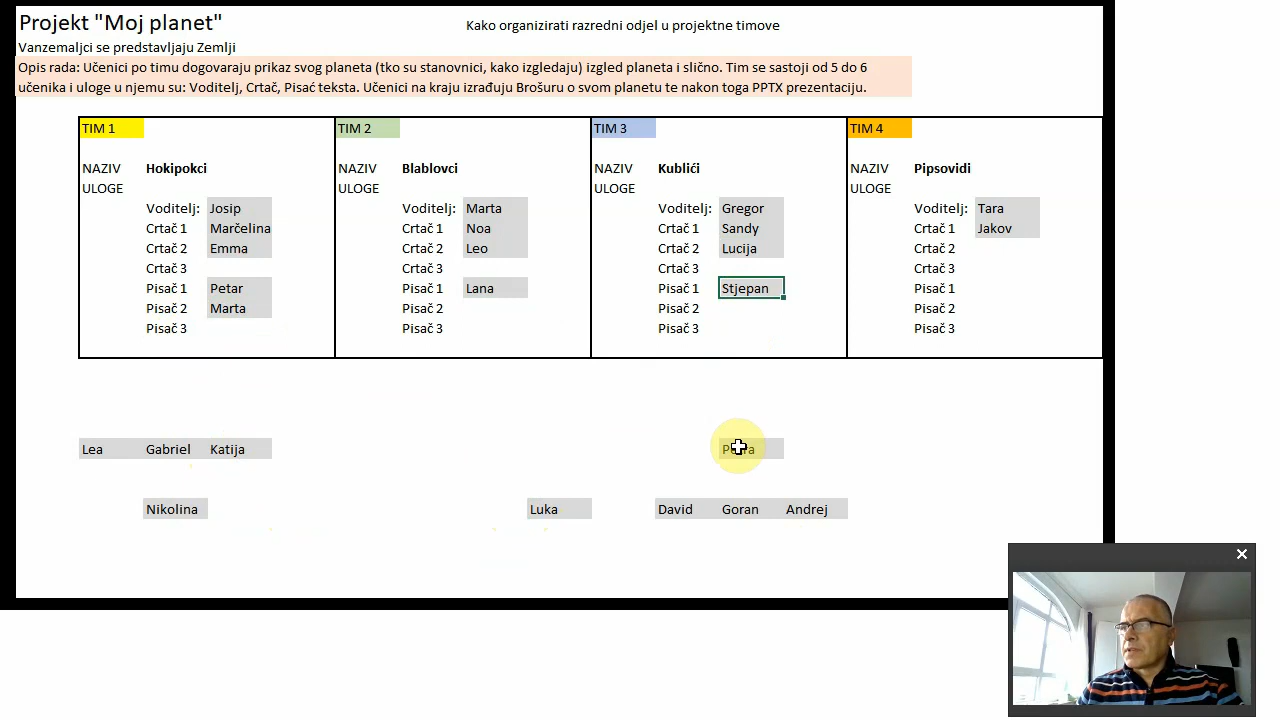 Projekt "Moj planet"
Kako organizirati razredni odjel u projektne timove
Vanzemaljci se predstavljaju Zemlji
Opis rada: Učenici po timu dogovaraju prikaz svog planeta (tko su stanovnici, kako izgledaju) izgled planeta i slično. Tim se sastoji od 5 do 6
učenika i uloge u njemu su: Voditelj, Crtač, Pisać teksta. Učenici na kraju izrađuju Brošuru o svom planetu te nakon toga PPTX prezentaciju.
TIM 1 TIM 2 TIM 3 TIM 4
NAZIV Hokipokci NAZIV Blablovci NAZIV Kublići NAZIV Pipsovidi
ULOGE ULOGE ULOGE ULOGE
Voditelj: Josip Voditelj: Marta Voditelj: Gregor Voditelj: Tara
Crtač 1 Marčelina Crtač 1 Noa Crtač 1 Sandy Crtač 1 Jakov
Crtač 2 Emma Crtač 2 Leo Crtač 2 Lucija Crtač 2
Crtač 3 Crtač 3 Crtač 3 Crtač 3
Pisač 1 Petar Pisač 1 Lana Pisač 1 Stjepan Pisač 1
Pisač 2 Marta Pisač 2 Pisač 2 Pisač 2
Pisač 3 Pisač 3 Pisač 3 Pisač 3
Lea Gabriel Katija
Nikolina Luka David Goran Andrej